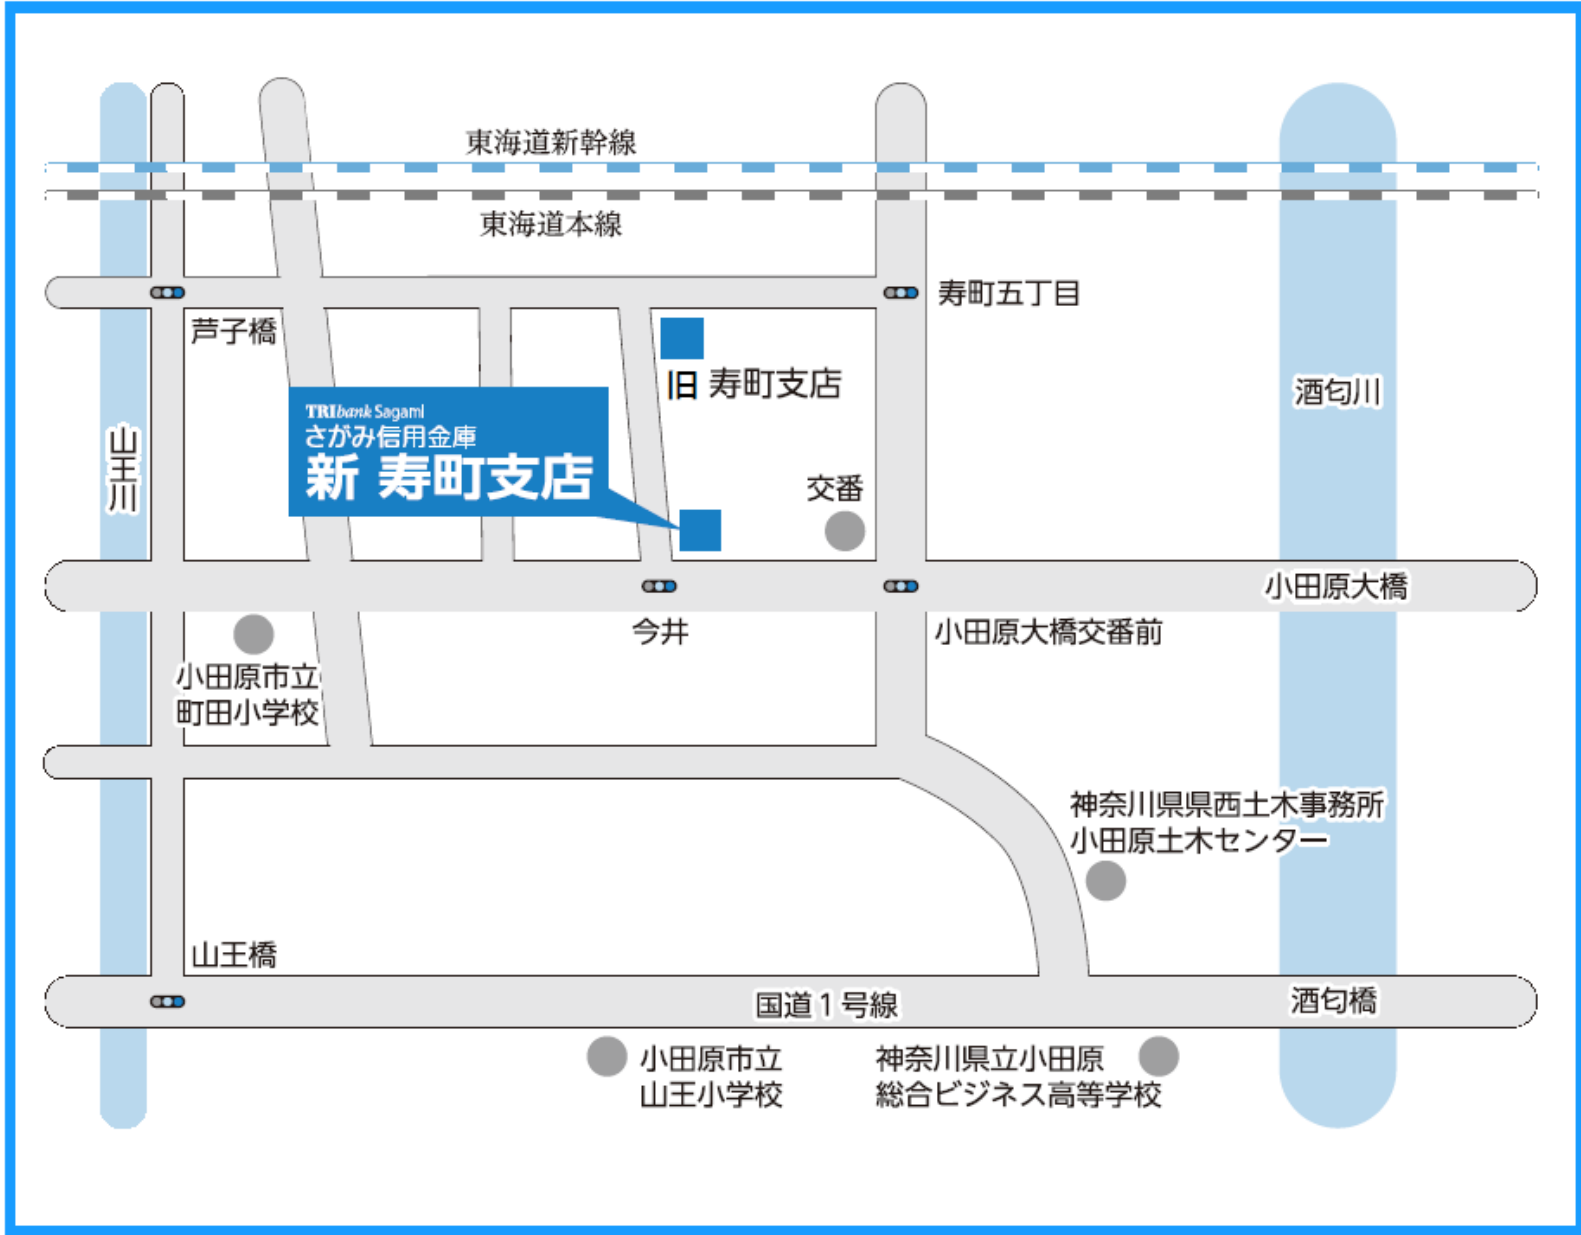 東海道新幹線
東海道本線
寿町五丁目
芦子橋
旧 寿町支店
酒匂川
TRIbank Sagami
さがみ信用金庫
新 寿町支店
山王川
交番
小田原大橋
今井
小田原大橋交番前
小田原市立
町田小学校
神奈川県県西土木事務所
小田原土木センター
山王橋
国道1号線
酒匂橋
小田原市立
山王小学校
神奈川県立小田原
総合ビジネス高等学校